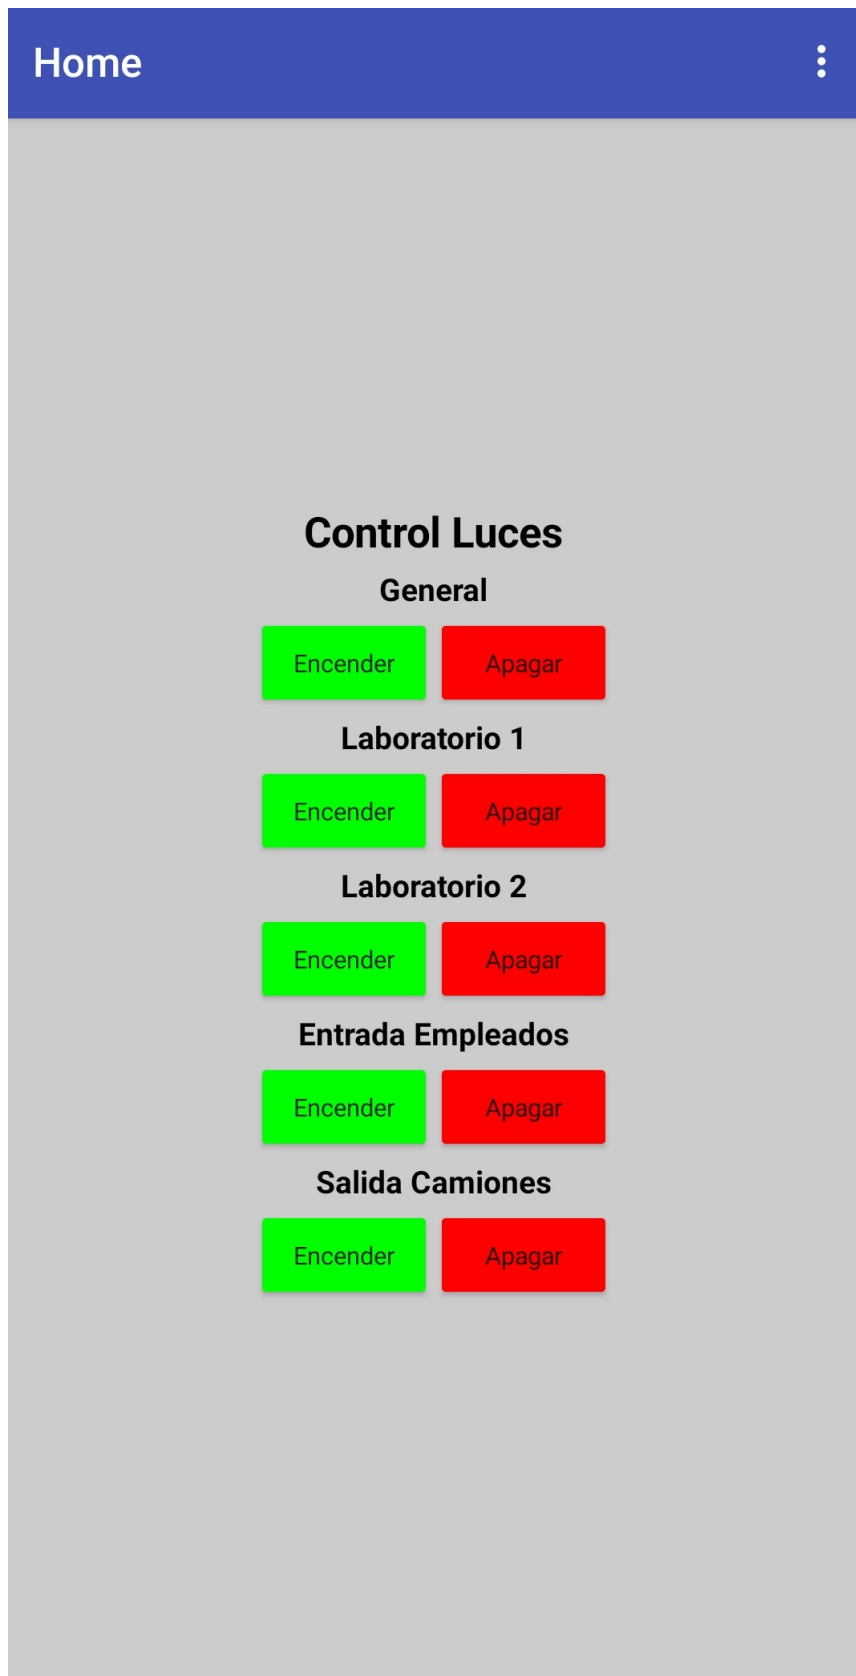 Home
Control Luces
General
Encender Apagar
Laboratorio 1
Encender Apagar
Laboratorio 2
Encender Apagar
Entrada Empleados
Encender Apagar
Salida Camiones
Encender Apagar